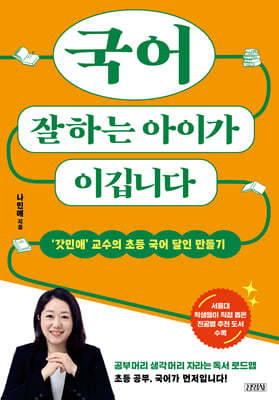 국어
잘하는 아이가
이깁니다
나민애 지음
‘갓민애’ 교수의 초등 국어 달인 만들기
서울대
학생들이 직접 뽑은
전공별 추천 도서
수록
공부머리 생각머리 자라는 독서 로드맵
초등 공부, 국어가 먼저입니다!
김영사